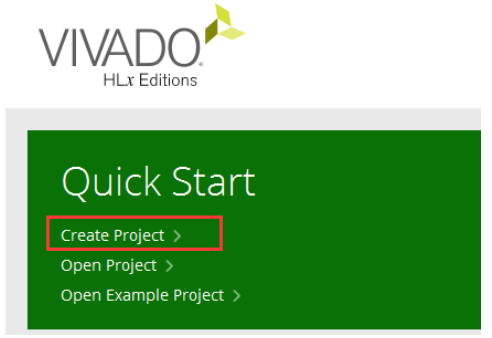 VIVADO.
HLx Editions
Quick Start
Create Project >
Open Project >
Open Example Project >